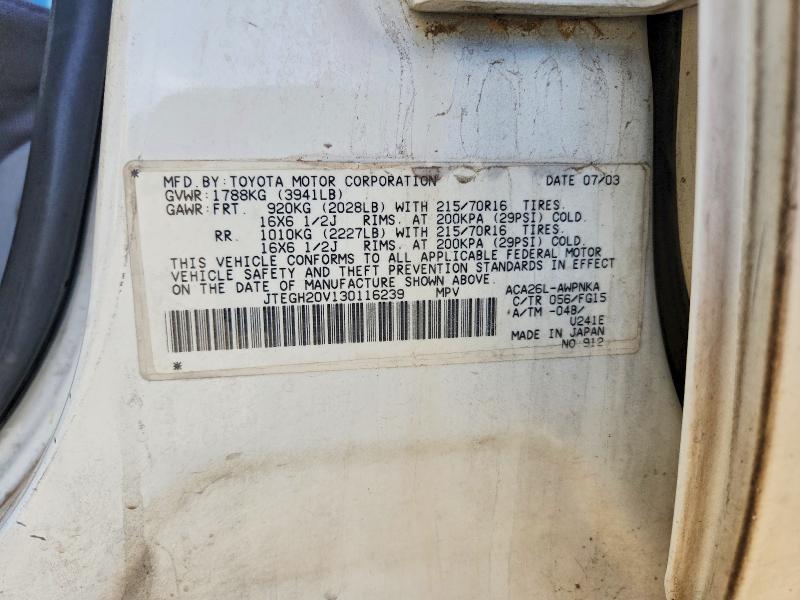 MFD. BY: TOYOTA MOTOR CORPORATION DATE 07/03
GVWR: 1788KG (3941LB)
GAWR: FRT. 920KG (2028LB) WITH 215/70R16 TIRES.
16X6 1/2J RIMS. AT 200KPA (29PSI) COLD.
RR. 1010KG (2227LB) WITH 215/70R16 TIRES.
16X6 1/2J RIMS. AT 200KPA (29PSI) COLD.
THIS VEHICLE CONFORMS TO ALL APPLICABLE FEDERAL MOTOR
VEHICLE SAFETY AND THEFT PREVENTION STANDARDS IN EFFECT
ON THE DATE OF MANUFACTURE SHOWN ABOVE.
JTEGH20V130116239 MPV
ACA26L-AWPNKA
C/TR 056/FG15
A/TM -048/
U241E
MADE IN JAPAN
NO 912